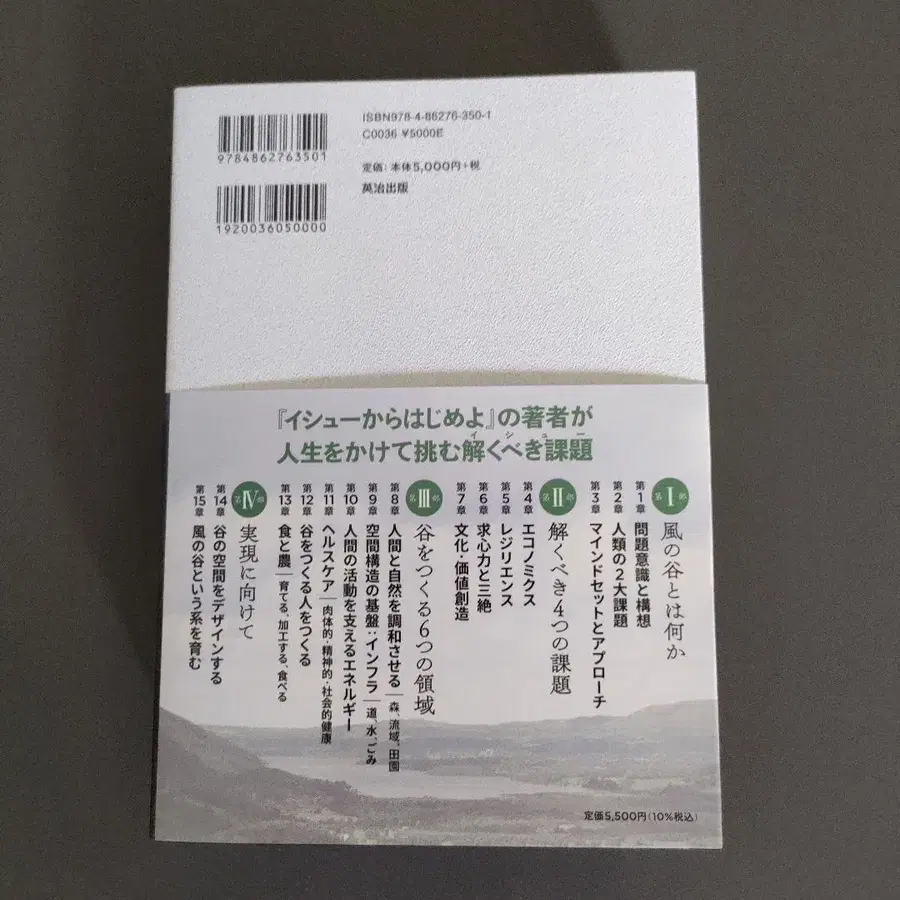 ISBN978-4-86276-350-1
C0036 ¥5000E
9784862763501
定価：本体5,000円+税
英治出版
1920036050000
『イシューからはじめよ』の著者が
人生をかけて挑む解くべき課題
イシュー
第Ⅰ部 風の谷とは何か
第1章 問題意識と構想
第2章 人類の2大課題
第3章 マインドセットとアプローチ
第Ⅱ部 解くべき4つの課題
第4章 エコノミクス
第5章 レジリエンス
第6章 求心力と三絶
第7章 文化・価値創造
第Ⅲ部 谷をつくる6つの領域
第8章 人間と自然を調和させる｜森、流域、田園
第9章 空間構造の基盤：インフラ｜道、水、ごみ
第10章 人間の活動を支えるエネルギー
第11章 ヘルスケア｜肉体的・精神的・社会的健康
第12章 谷をつくる人をつくる
第13章 食と農｜育てる、加工する、食べる
第Ⅳ部 実現に向けて
第14章 谷の空間をデザインする
第15章 風の谷という系を育む
定価5,500円（10%税込）